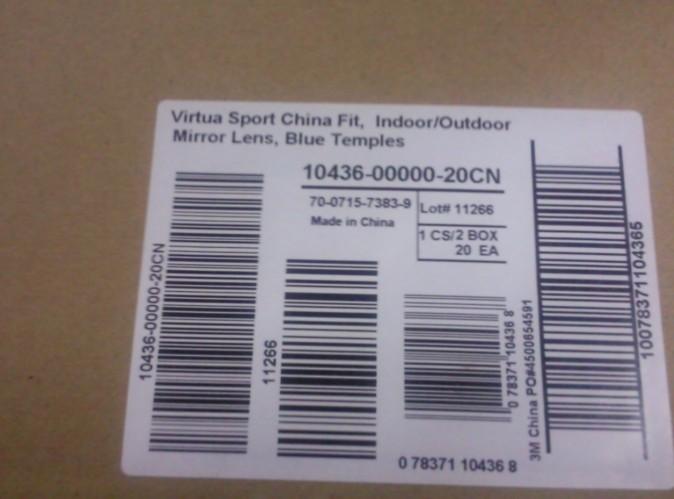 Virtua Sport China Fit, Indoor/Outdoor
Mirror Lens, Blue Temples
10436-00000-20CN
70-0715-7383-9
Made in China
Lot# 11266
1 CS/2 BOX
20 EA
10436-00000-20CN
11266
0 78371 10436 8
0 78371 10436 8
3M China PO#4500654591
10078371104365